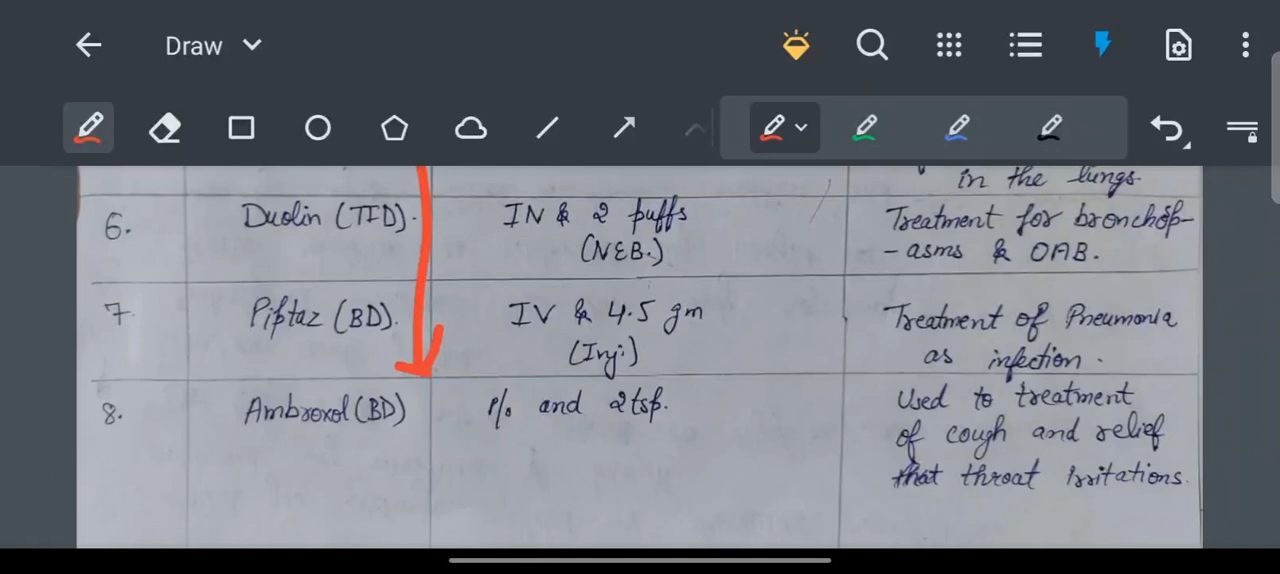 Draw
in the lungs
6. Duolin (TID). IN & 2 puffs Treatment for bronchop-
(NEB.) - asms & OAB.
7. Piptaz (BD). IV & 4.5 gm Treatment of Pneumonia
(Inj:) as infection.
8. Ambroxol (BD) P/o and 2tsp. Used to treatment
of cough and relief
that throat Irritations.